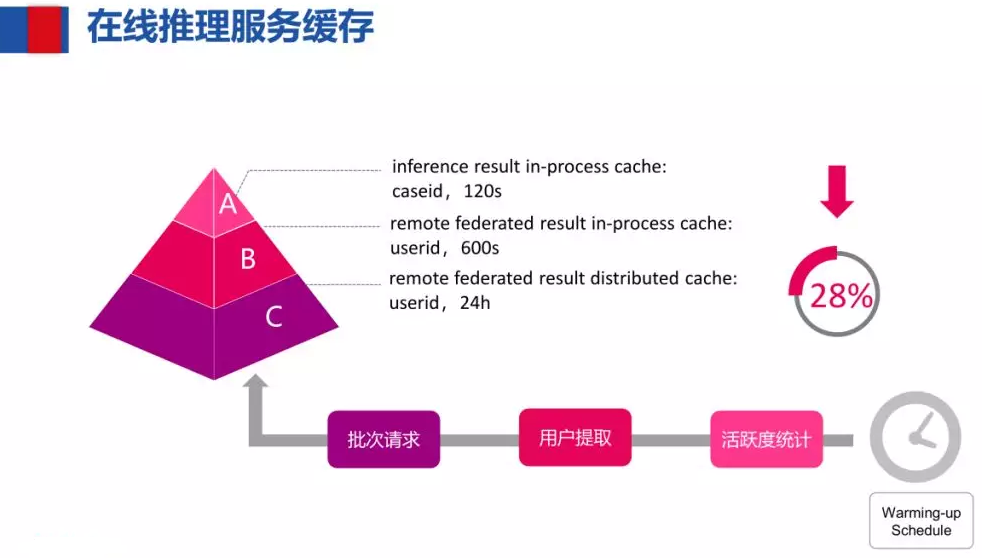 在线推理服务缓存
A
inference result in-process cache:
caseid，120s
remote federated result in-process cache:
userid，600s
B
remote federated result distributed cache:
userid，24h
C
28%
批次请求
用户提取
活跃度统计
Warming-up
Schedule